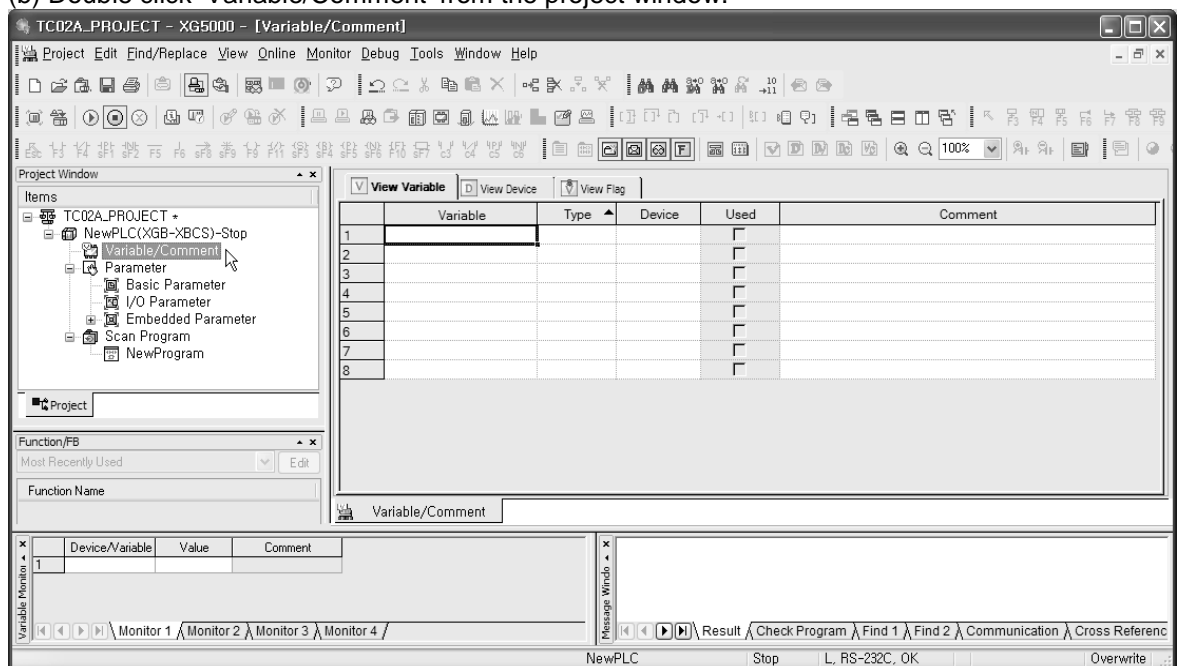 (b) Double click 'Variable/Comment' from the project window.
TC02A_PROJECT - XG5000 - [Variable/Comment]
Project Edit Find/Replace View Online Monitor Debug Tools Window Help
100%
Project Window
Items
TC02A_PROJECT *
NewPLC(XGB-XBCS)-Stop
Variable/Comment
Parameter
Basic Parameter
I/O Parameter
Embedded Parameter
Scan Program
NewProgram
Project
V View Variable D View Device View Flag
Variable Type Device Used Comment
1
2
3
4
5
6
7
8
Function/FB
Most Recently Used Edit
Function Name
Variable/Comment
Variable Monitor
Device/Variable Value Comment
1
Monitor 1 Monitor 2 Monitor 3 Monitor 4
Message Windo
Result Check Program Find 1 Find 2 Communication Cross Referenc
NewPLC Stop L, RS-232C, OK Overwrite